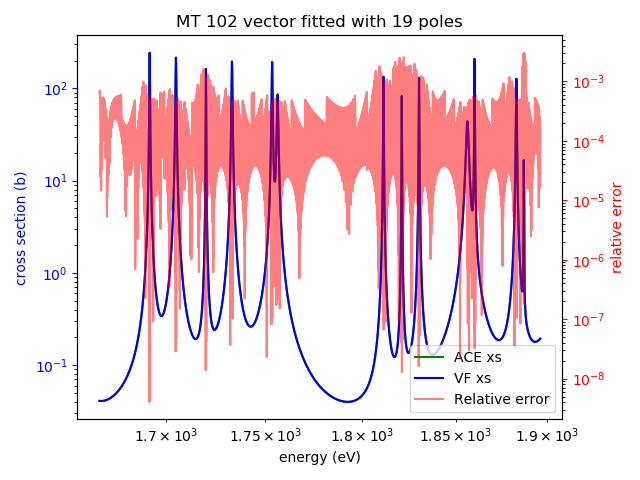 MT 102 vector fitted with 19 poles
cross section (b)
10² 10¹ 10⁰ 10⁻¹
10⁻³ 10⁻⁴ 10⁻⁵ 10⁻⁶ 10⁻⁷ 10⁻⁸
relative error
ACE xs
VF xs
Relative error
1.7 × 10³ 1.75 × 10³ 1.8 × 10³ 1.85 × 10³ 1.9 × 10³
energy (eV)